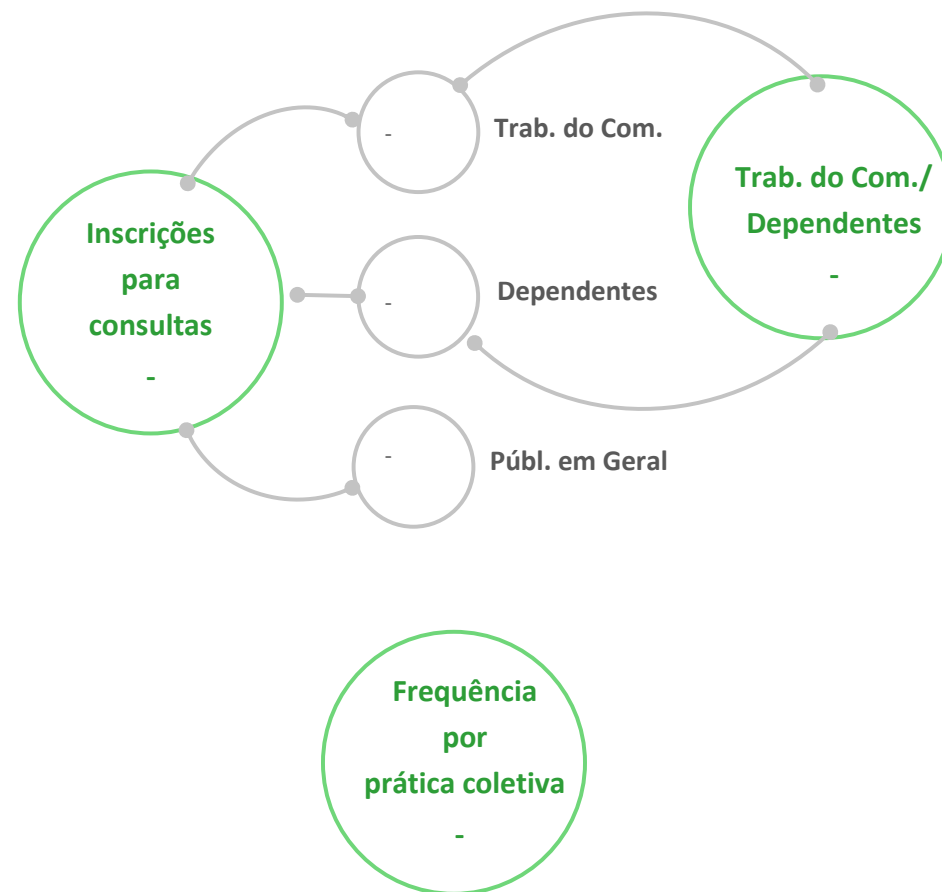 Inscrições
para
consultas
-
-
Trab. do Com.
-
Dependentes
-
Públ. em Geral
Trab. do Com./
Dependentes
-
Frequência
por
prática coletiva
-